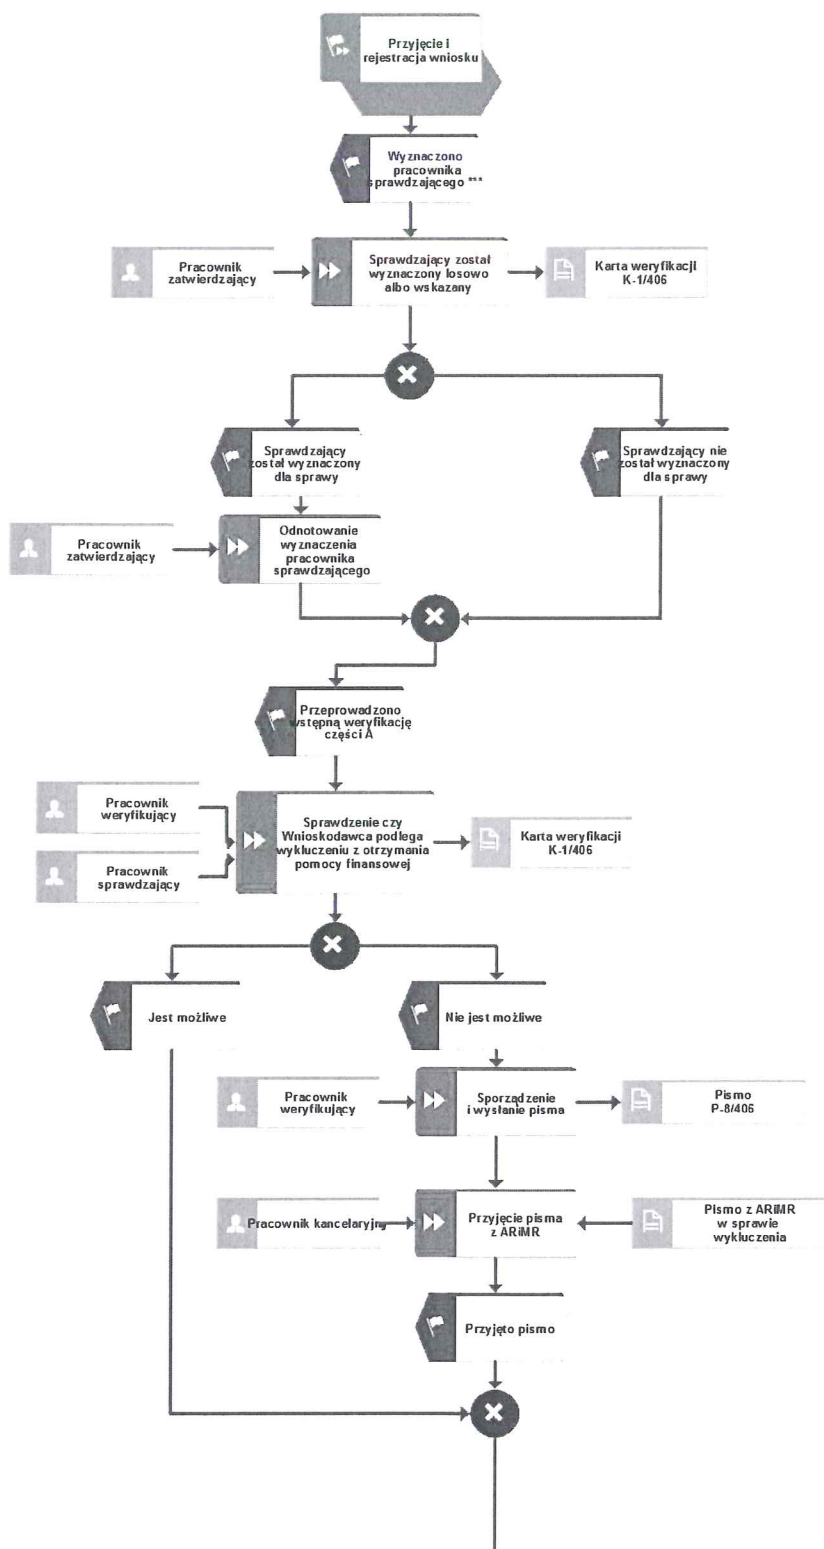 Przyjęcie i
rejestracja wniosku
Wyznaczono
pracownika
sprawdzającego ***
Pracownik
zatwierdzający
Sprawdzający został
wyznaczony losowo
albo wskazany
Karta weryfikacji
K-1/406
Sprawdzający
został wyznaczony
dla sprawy
Sprawdzający nie
został wyznaczony
dla sprawy
Pracownik
zatwierdzający
Odnotowanie
wyznaczenia
pracownika
sprawdzającego
Przeprowadzono
wstępną weryfikację
części A
Pracownik
weryfikujący
Pracownik
sprawdzający
Sprawdzenie czy
Wnioskodawca podlega
wykluczeniu z otrzymania
pomocy finansowej
Karta weryfikacji
K-1/406
Jest możliwe
Nie jest możliwe
Pracownik
weryfikujący
Sporządzenie
i wysłanie pisma
Pismo
P-8/406
Pracownik kancelaryjny
Przyjęcie pisma
z ARiMR
Pismo z ARiMR
w sprawie
wykluczenia
Przyjęto pismo